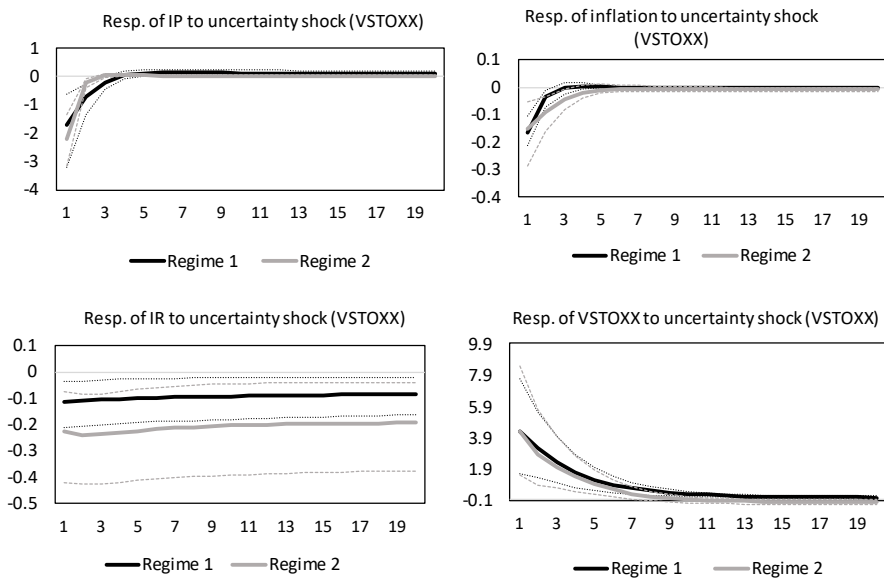 Resp. of IP to uncertainty shock (VSTOXX)
1
0
-1
-2
-3
-4
1 3 5 7 9 11 13 15 17 19
Regime 1 Regime 2
Resp. of inflation to uncertainty shock
(VSTOXX)
0.1
0
-0.1
-0.2
-0.3
-0.4
1 3 5 7 9 11 13 15 17 19
Regime 1 Regime 2
Resp. of IR to uncertainty shock (VSTOXX)
0.1
0
-0.1
-0.2
-0.3
-0.4
-0.5
1 3 5 7 9 11 13 15 17 19
Regime 1 Regime 2
Resp. of VSTOXX to uncertainty shock (VSTOXX)
9.9
7.9
5.9
3.9
1.9
-0.1
1 3 5 7 9 11 13 15 17 19
Regime 1 Regime 2